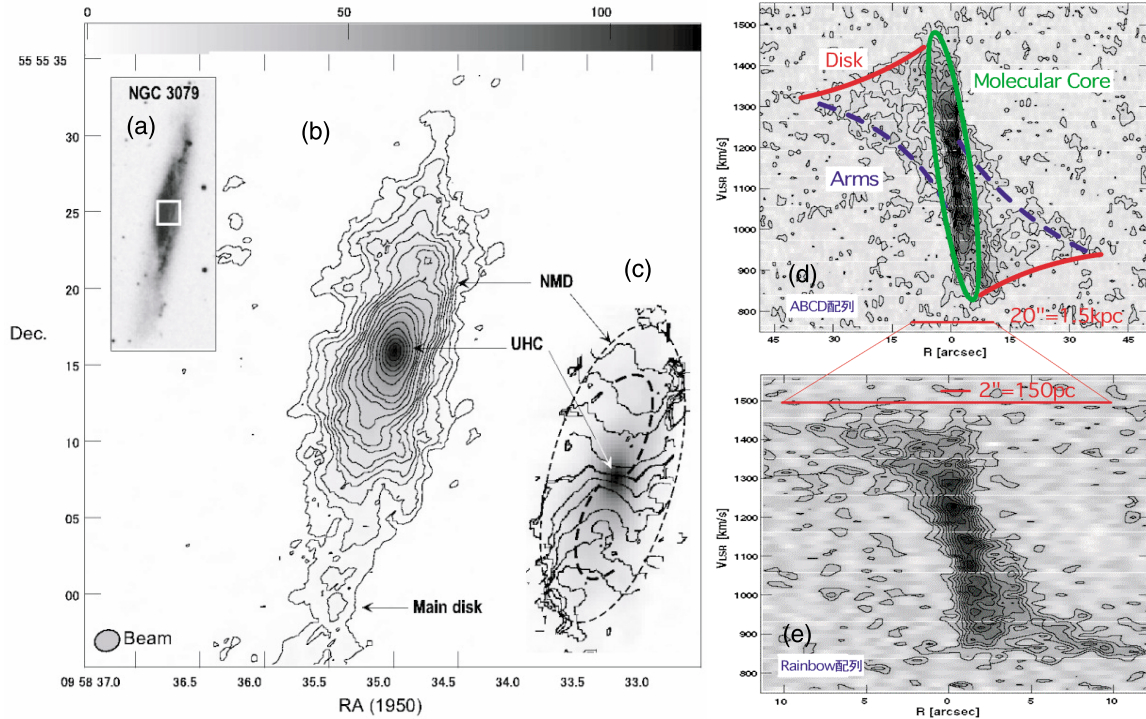 0
50
100
55 55 35
30
25
20
15
10
05
00
Dec.
NGC 3079
(a)
(b)
(c)
NMD
UHC
Main disk
Beam
09 58 37.0
36.5
35.5
35.0
34.5
33.5
33.0
RA (1950)
1500
1400
1300
1200
1100
1000
900
800
VLSR [km/s]
Disk
Molecular Core
Arms
(d)
ABCD配列
20"=1.5kpc
45
30
15
0
15
30
45
R [arcsec]
1500
1400
1300
1200
1100
1000
900
800
VLSR [km/s]
2"=150pc
(e)
Rainbow配列
10
5
0
5
10
R [arcsec]